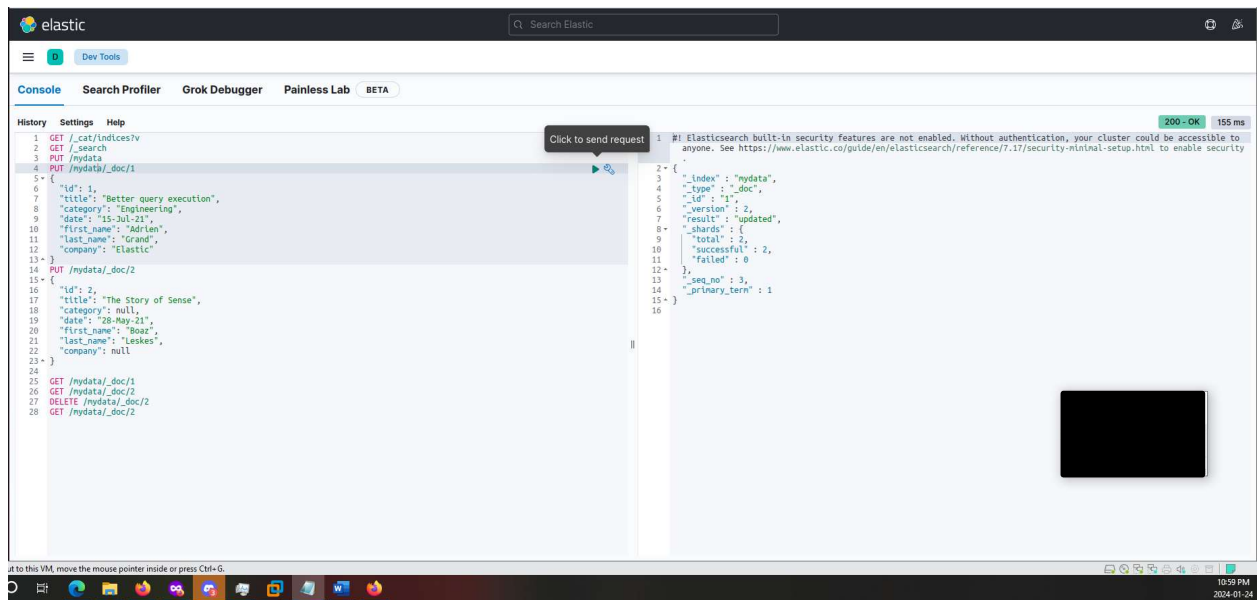 elastic
Search Elastic
D
Dev Tools
Console Search Profiler Grok Debugger Painless Lab BETA
History Settings Help
200 - OK 155 ms
Click to send request
1 GET /_cat/indices?v
2 GET /_search
3 PUT /mydata
4 PUT /mydata/_doc/1
5 {
6 "id": 1,
7 "title": "Better query execution",
8 "category": "Engineering",
9 "date": "15-Jul-21",
10 "first_name": "Adrien",
11 "last_name": "Grand",
12 "company": "Elastic"
13 }
14 PUT /mydata/_doc/2
15 {
16 "id": 2,
17 "title": "The Story of Sense",
18 "category": null,
19 "date": "28-May-21",
20 "first_name": "Boaz",
21 "last_name": "Leskes",
22 "company": null
23 }
24
25 GET /mydata/_doc/1
26 GET /mydata/_doc/2
27 DELETE /mydata/_doc/2
28 GET /mydata/_doc/2
1 #! Elasticsearch built-in security features are not enabled. Without authentication, your cluster could be accessible to
anyone. See https://www.elastic.co/guide/en/elasticsearch/reference/7.17/security-minimal-setup.html to enable security
.
2 {
3 "_index" : "mydata",
4 "_type" : "_doc",
5 "_id" : "1",
6 "_version" : 2,
7 "result" : "updated",
8 "_shards" : {
9 "total" : 2,
10 "successful" : 2,
11 "failed" : 0
12 },
13 "_seq_no" : 3,
14 "_primary_term" : 1
15 }
16
ut to this VM, move the mouse pointer inside or press Ctrl+G.
10:59 PM
2024-01-24